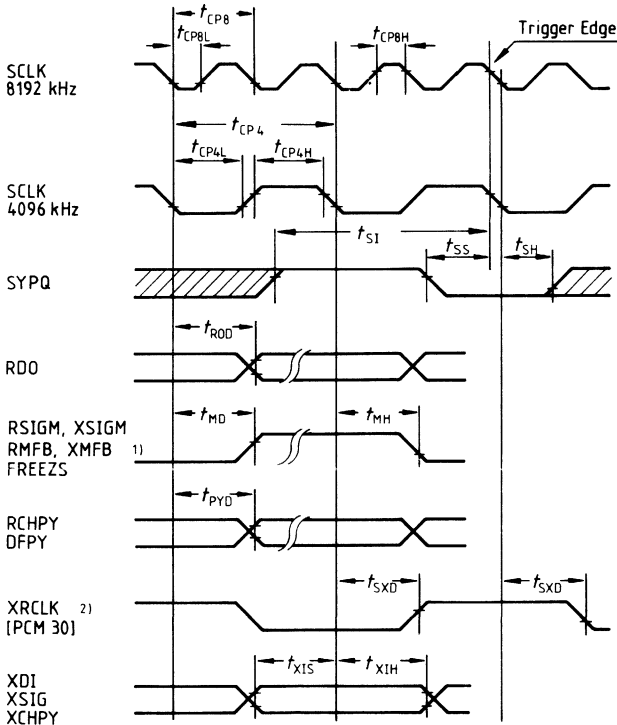 tCP8
tCP8L
tCP8H
Trigger Edge
SCLK
8192 kHz
tCP4
tCP4L
tCP4H
SCLK
4096 kHz
tSI
tSS
tSH
SYPQ
tROD
RDO
tMD
tMH
RSIGM, XSIGM
RMFB, XMFB 1)
FREEZS
tPYD
RCHPY
DFPY
tSXD
tSXD
XRCLK 2)
[PCM 30]
tXIS
tXIH
XDI
XSIG
XCHPY